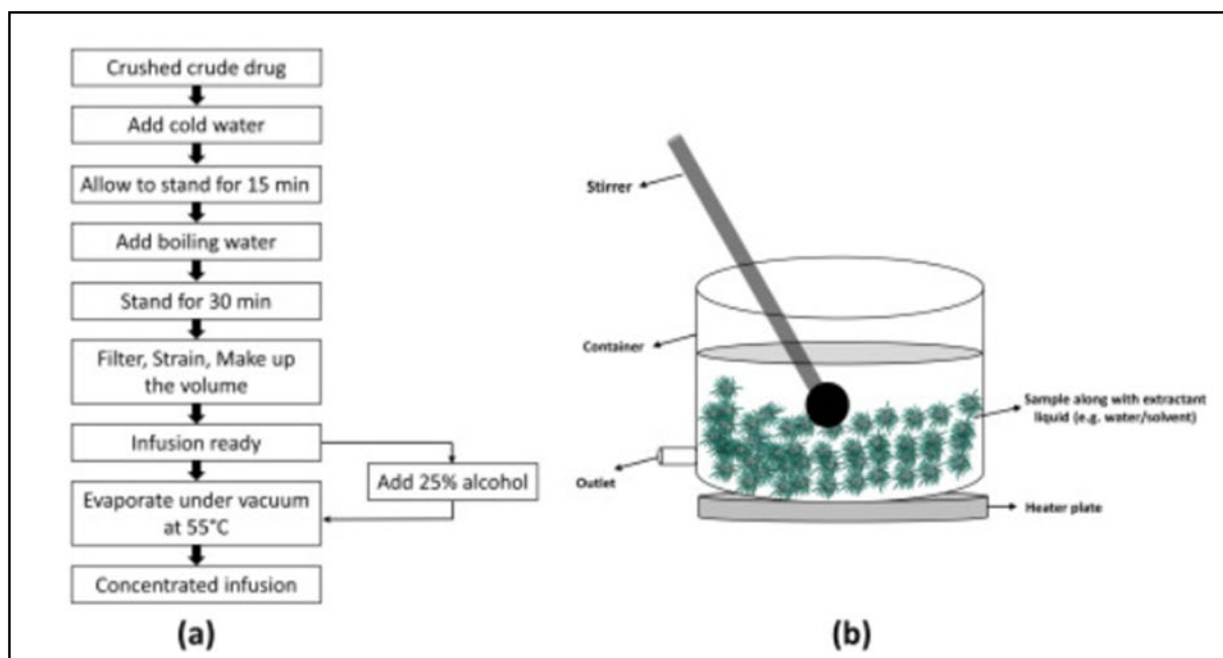 Crushed crude drug
Add cold water
Allow to stand for 15 min
Add boiling water
Stand for 30 min
Filter, Strain, Make up
the volume
Infusion ready
Add 25% alcohol
Evaporate under vacuum
at 55°C
Concentrated infusion
(a)
Stirrer
Container
Sample along with extractant
liquid (e.g. water/solvent)
Outlet
Heater plate
(b)